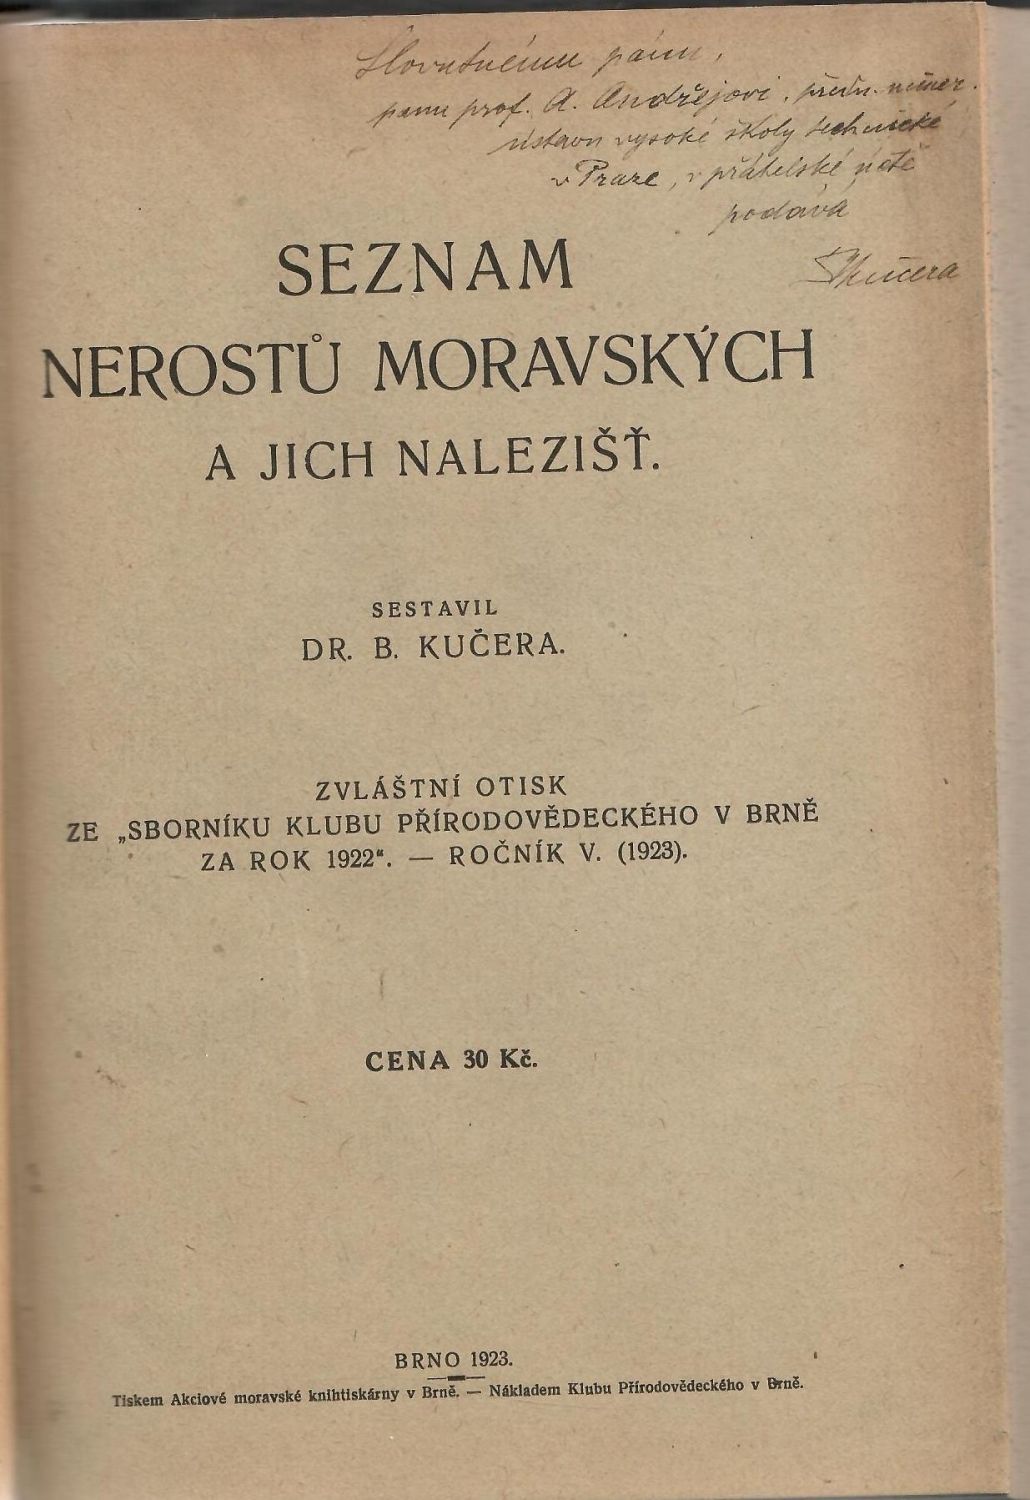 Slovutnému pánu,
panu prof. A. Andrějovi, předn. miner.
ústavu vysoké školy technické
v Praze, v přátelské úctě
podává
Kučera
SEZNAM
NEROSTŮ MORAVSKÝCH
A JICH NALEZIŠŤ.
SESTAVIL
DR. B. KUČERA.
ZVLÁŠTNÍ OTISK
ZE „SBORNÍKU KLUBU PŘÍRODOVĚDECKÉHO V BRNĚ
ZA ROK 1922“. — ROČNÍK V. (1923).
CENA 30 Kč.
BRNO 1923.
Tiskem Akciové moravské knihtiskárny v Brně. — Nákladem Klubu Přírodovědeckého v Brně.